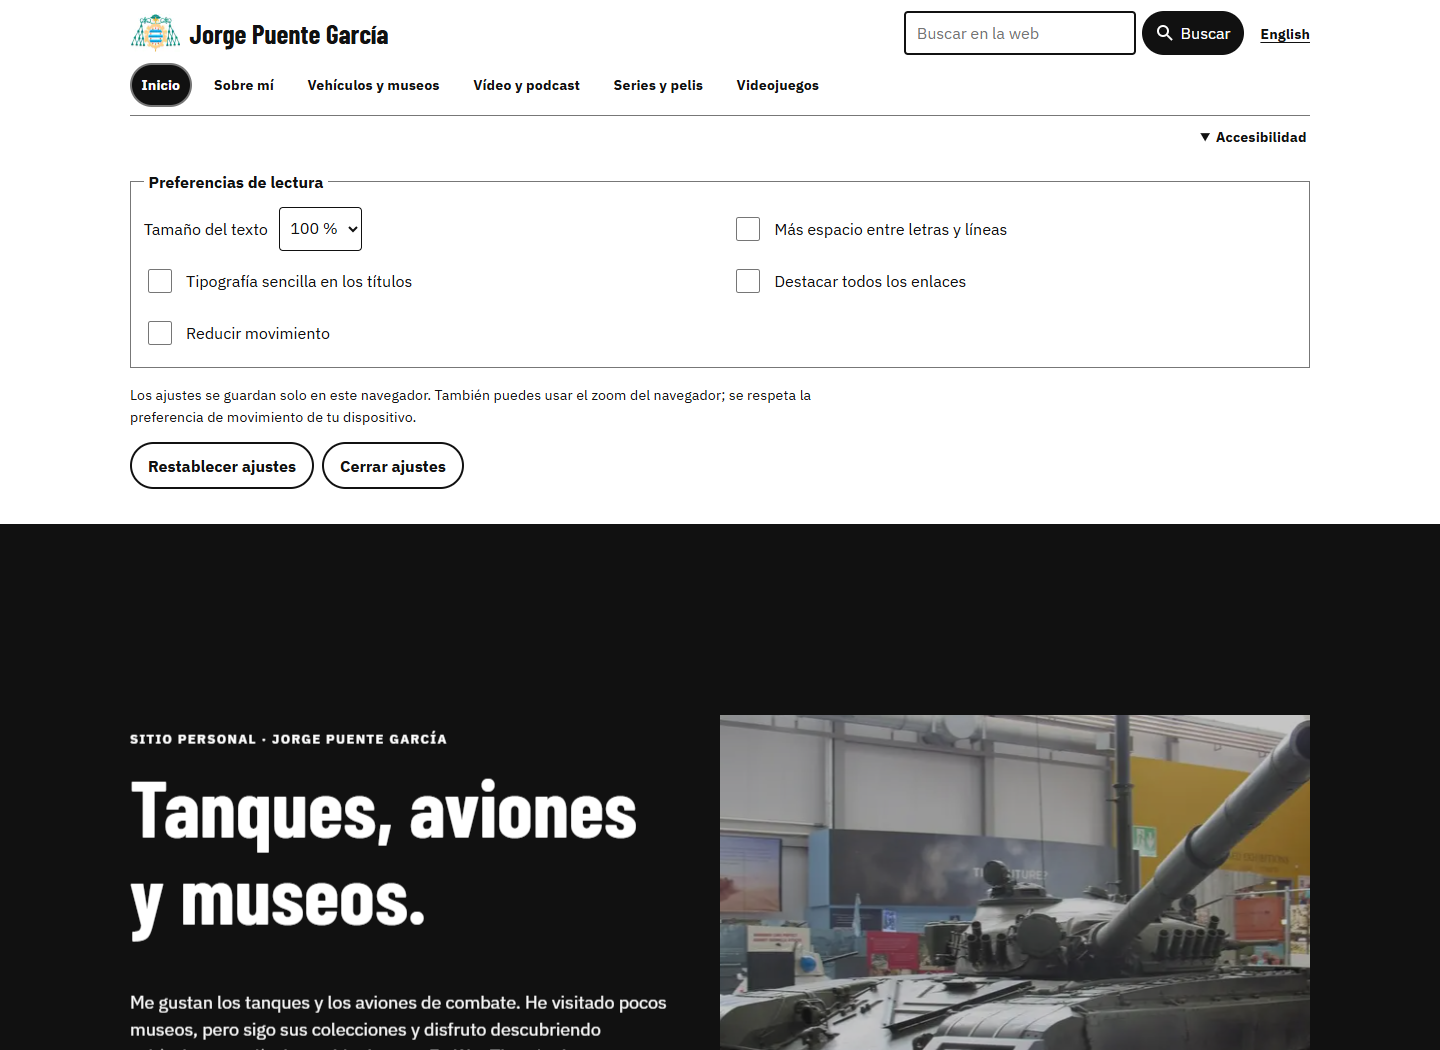 Jorge Puente García
Buscar en la web
Buscar
English
Inicio
Sobre mí
Vehículos y museos
Vídeo y podcast
Series y pelis
Videojuegos
Accesibilidad
Preferencias de lectura
Tamaño del texto
100 %
Más espacio entre letras y líneas
Tipografía sencilla en los títulos
Destacar todos los enlaces
Reducir movimiento
Los ajustes se guardan solo en este navegador. También puedes usar el zoom del navegador; se respeta la
preferencia de movimiento de tu dispositivo.
Restablecer ajustes
Cerrar ajustes
SITIO PERSONAL · JORGE PUENTE GARCÍA
Tanques, aviones
y museos.
Me gustan los tanques y los aviones de combate. He visitado pocos
museos, pero sigo sus colecciones y disfruto descubriendo